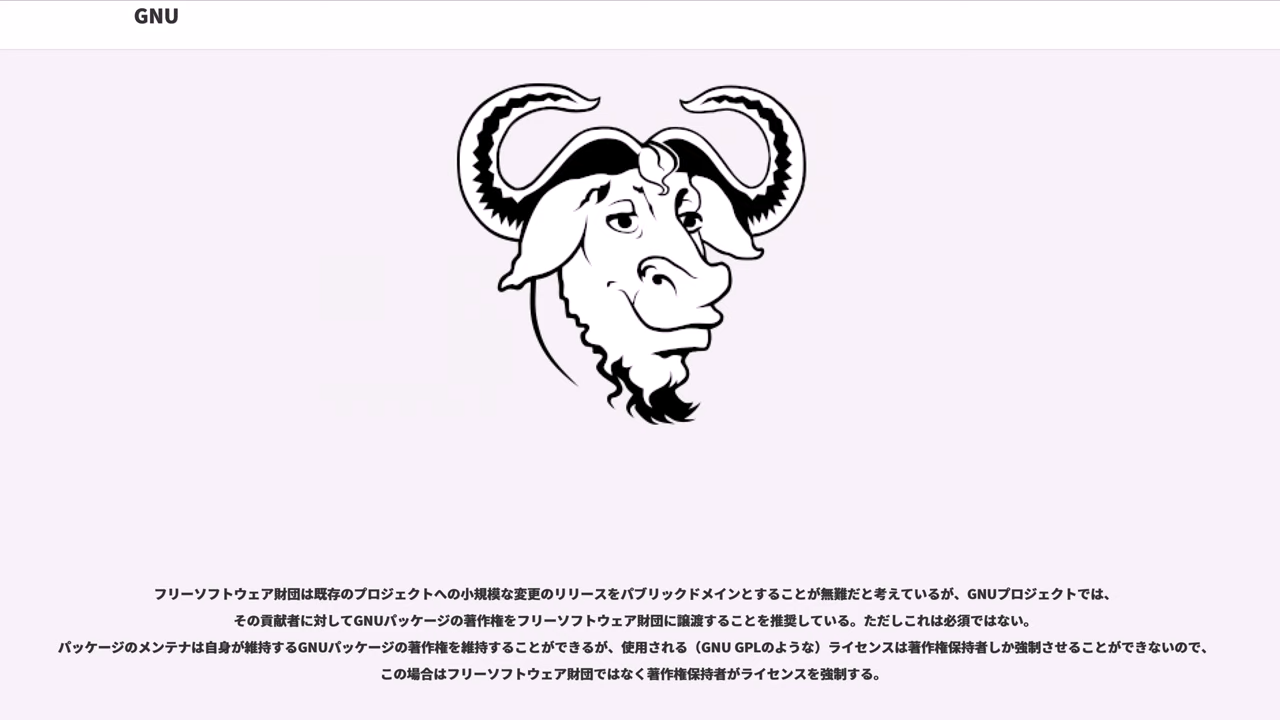 GNU
フリーソフトウェア財団は既存のプロジェクトへの小規模な変更のリリースをパブリックドメインとすることが無難だと考えているが、GNUプロジェクトでは、
その貢献者に対してGNUパッケージの著作権をフリーソフトウェア財団に譲渡することを推奨している。ただしこれは必須ではない。
パッケージのメンテナは自身が維持するGNUパッケージの著作権を維持することができるが、使用される（GNU GPLのような）ライセンスは著作権保持者しか強制させることができないので、
この場合はフリーソフトウェア財団ではなく著作権保持者がライセンスを強制する。